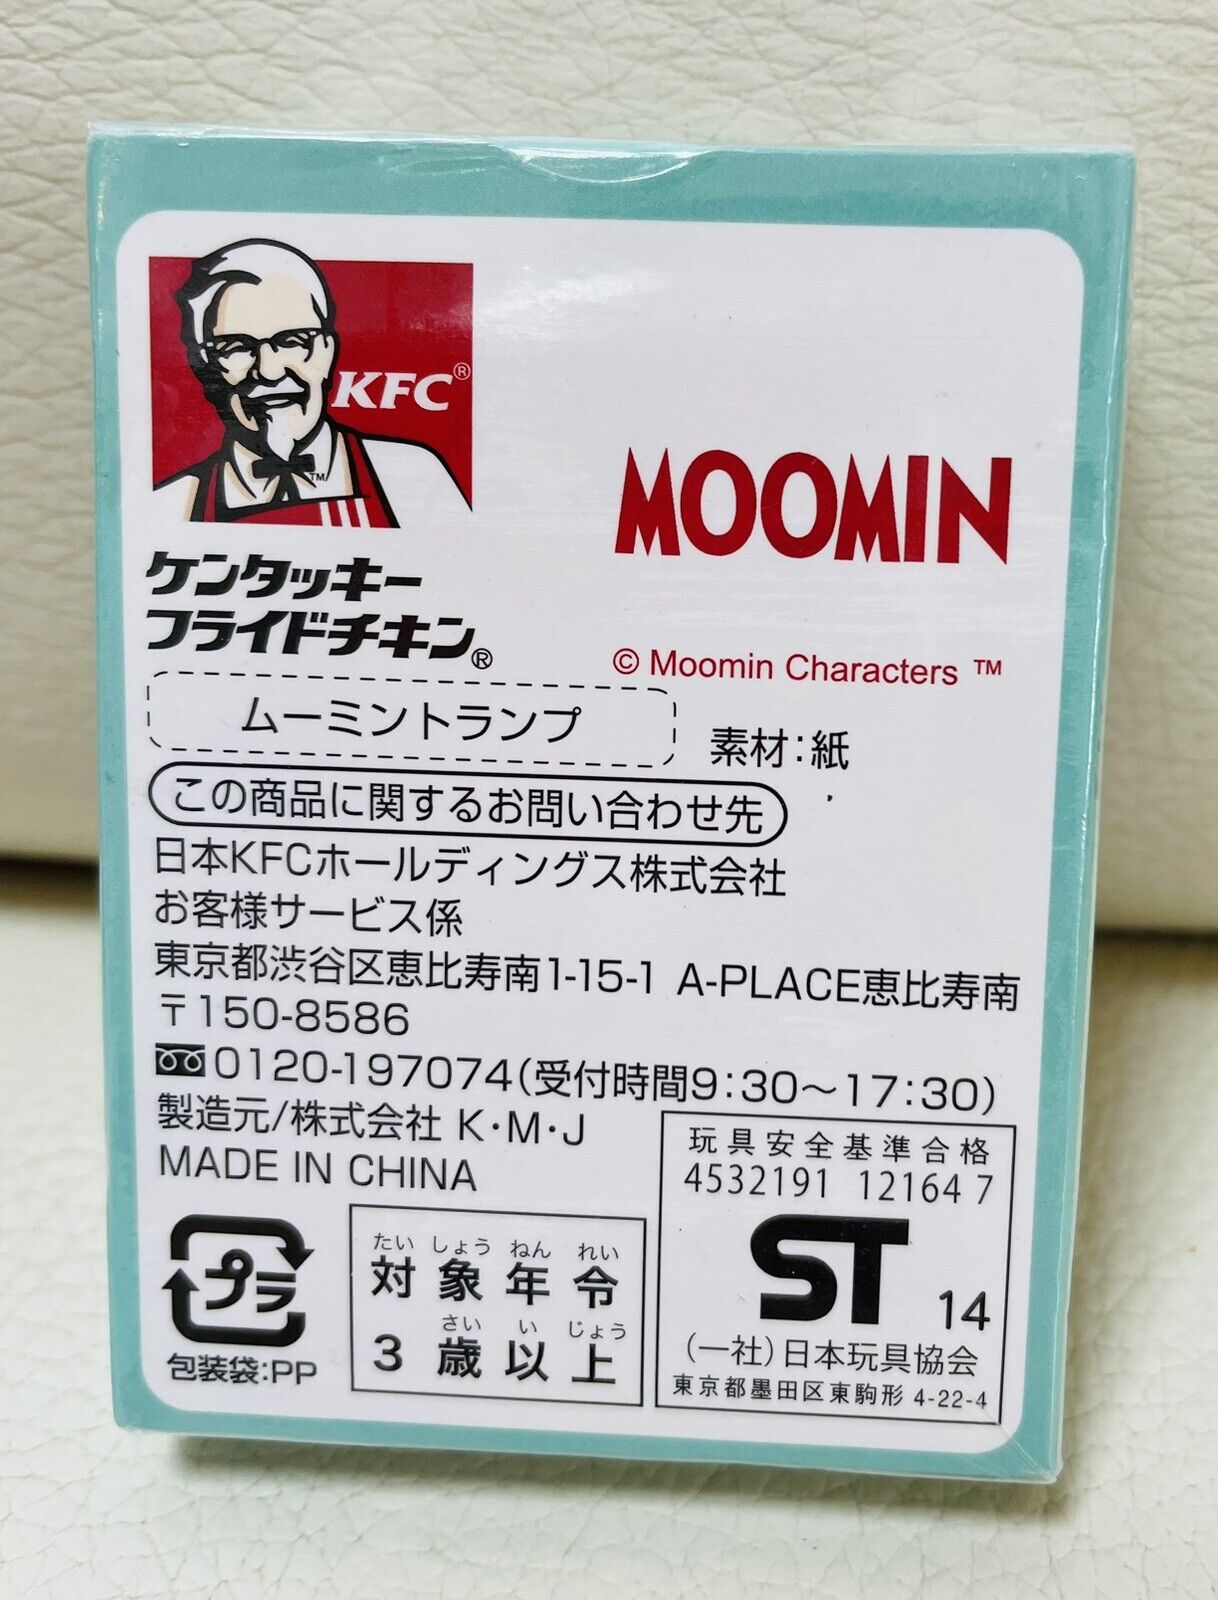 KFC®
TM
ケンタッキー
フライドチキン®
MOOMIN
© Moomin Characters ™
ムーミントランプ
素材:紙
この商品に関するお問い合わせ先
日本KFCホールディングス株式会社
お客様サービス係
東京都渋谷区恵比寿南1-15-1 A-PLACE恵比寿南
〒150-8586
0120-197074(受付時間9:30〜17:30)
製造元/株式会社 K・M・J
MADE IN CHINA
プラ
包装袋:PP
たい しょう ねん れい
対象年令
さい い じょう
3歳以上
玩具安全基準合格
4532191 12164 7
ST 14
(一社)日本玩具協会
東京都墨田区東駒形 4-22-4